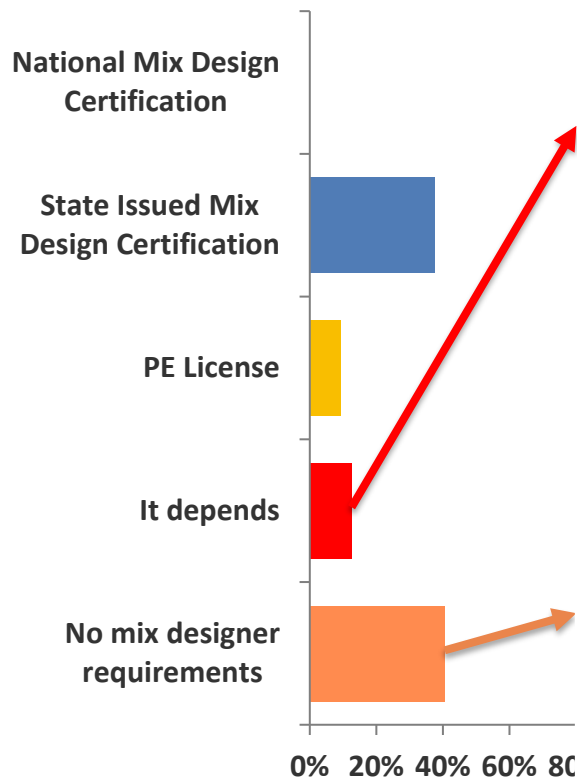 National Mix Design
Certification
State Issued Mix
Design Certification
PE License
It depends
No mix designer
requirements
0% 20% 40% 60% 80